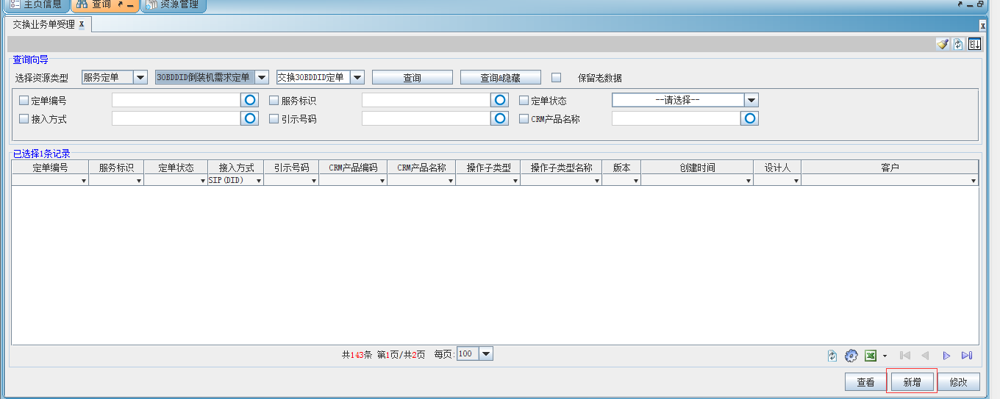 主页信息 查询 资源管理
交换业务单受理 x
查询向导
选择资源类型 服务定单 30BDDID倒装机需求定单 交换30BDDID定单 查询 查询&隐藏 保留老数据
定单编号 服务标识 定单状态 --请选择--
接入方式 引示号码 CRM产品名称
已选择1条记录
定单编号 服务标识 定单状态 接入方式 引示号码 CRM产品编码 CRM产品名称 操作子类型 操作子类型名称 版本 创建时间 设计人 客户
SIP(DID)
共143条 第1页/共2页 每页:100
查看 新增 修改